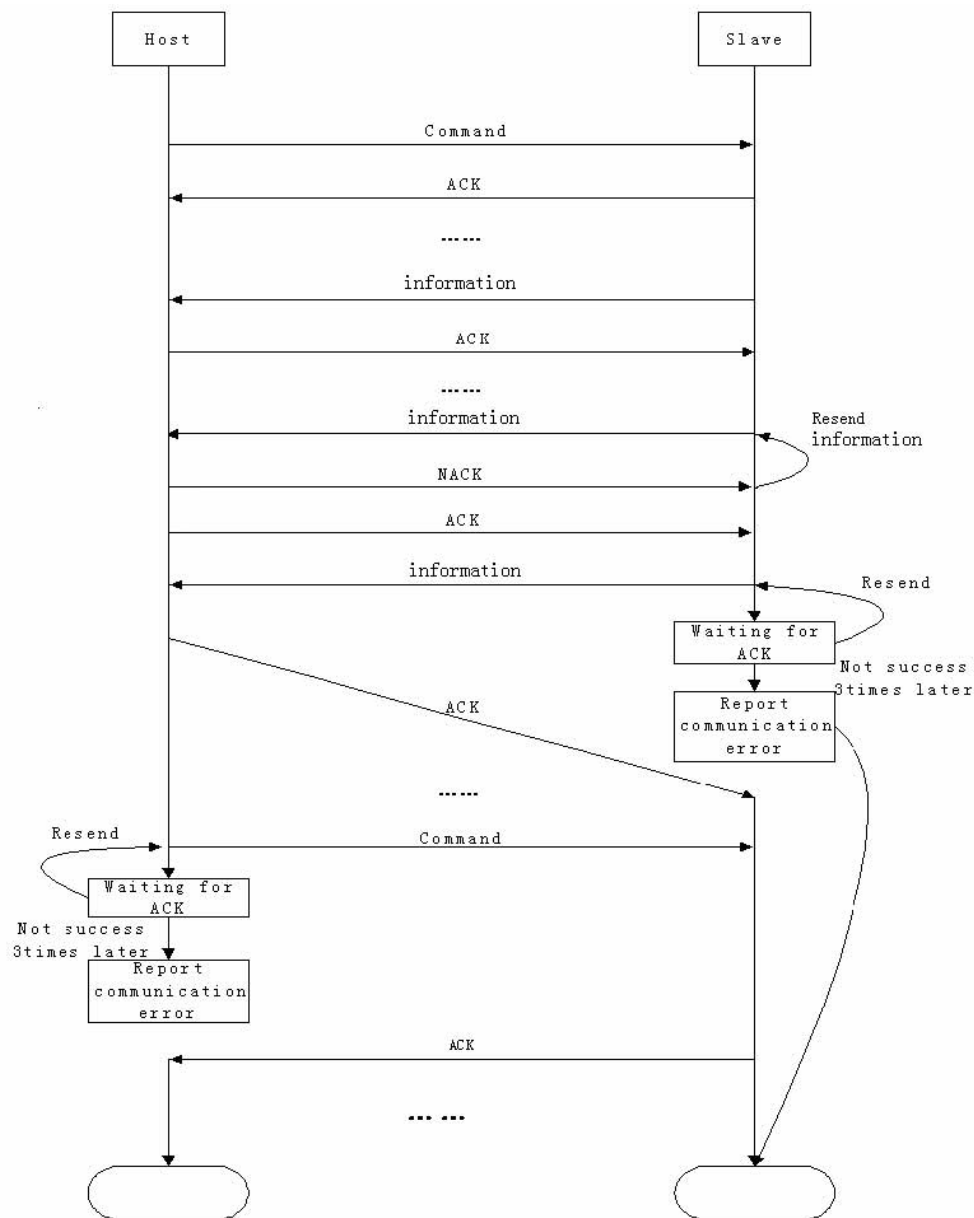 Host
Slave
Command
ACK
……
information
ACK
……
information
Resend
information
NACK
ACK
information
Resend
Waiting for
ACK
Not success
3times later
Report
communication
error
ACK
……
Resend
Command
Waiting for
ACK
Not success
3times later
Report
communication
error
ACK
… …